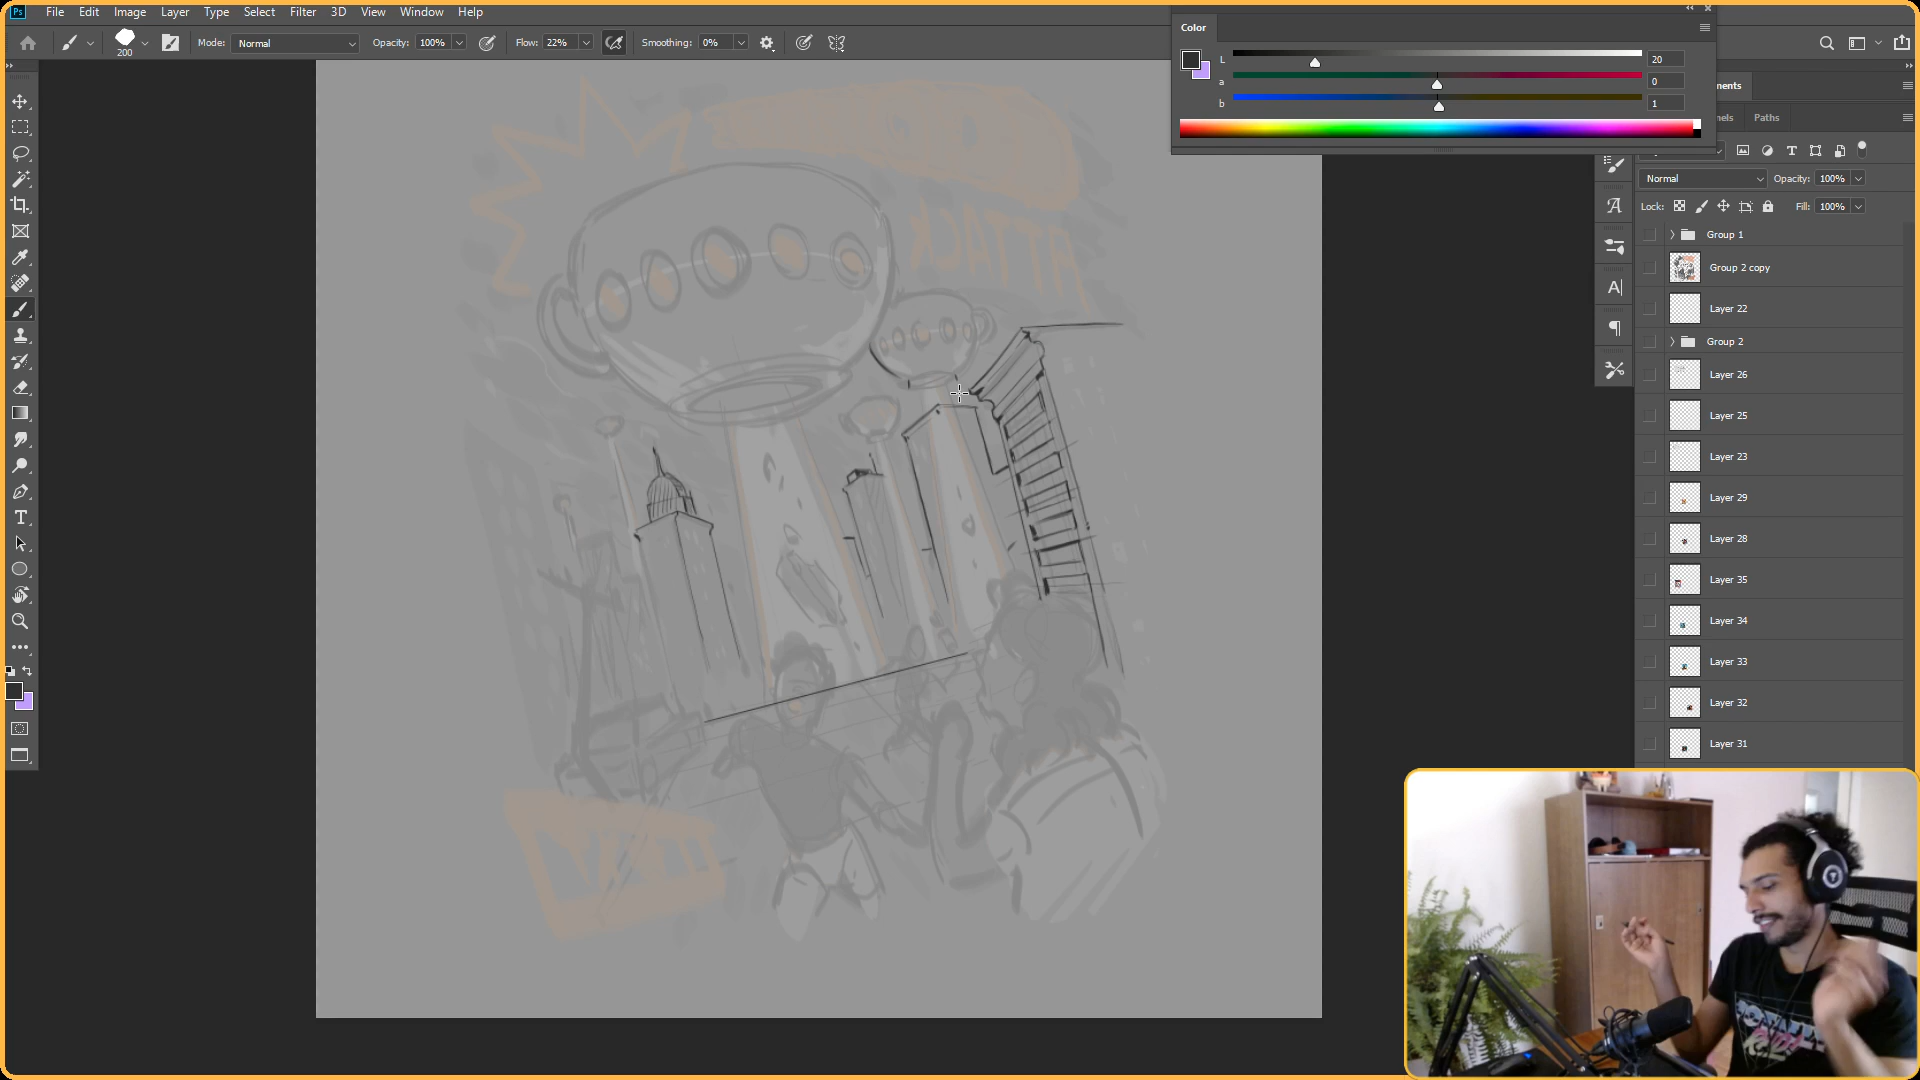 Ps File Edit Image Layer Type Select Filter 3D View Window Help
200 Mode: Normal Opacity: 100% Flow: 22% Smoothing: 0%
Color
L 20
a 0
b 1
nents
nels Paths
Normal Opacity: 100%
Lock: Fill: 100%
Group 1
Group 2 copy
Layer 22
Group 2
Layer 26
Layer 25
Layer 23
Layer 29
Layer 28
Layer 35
Layer 34
Layer 33
Layer 32
Layer 31
ATTACK